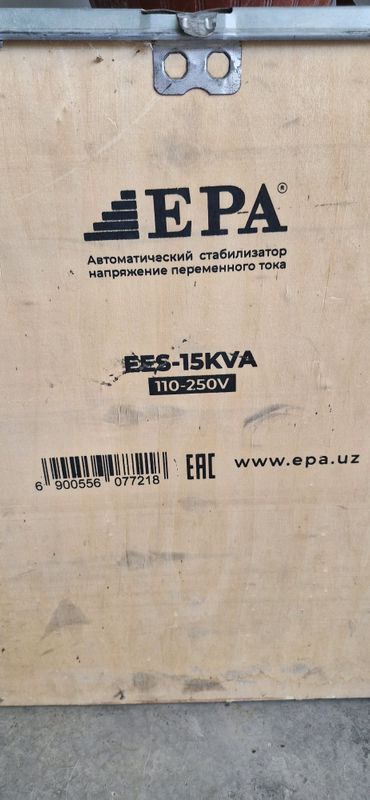 EPA®
Автоматический стабилизатор
напряжение переменного тока
EES-15KVA
110-250V
EAC www.epa.uz
6 900556 077218